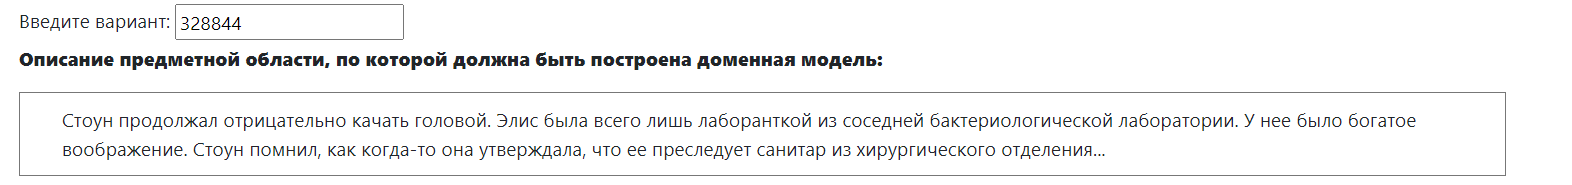 Введите вариант: 328844
Описание предметной области, по которой должна быть построена доменная модель:
Стоун продолжал отрицательно качать головой. Элис была всего лишь лаборанткой из соседней бактериологической лаборатории. У нее было богатое
воображение. Стоун помнил, как когда-то она утверждала, что ее преследует санитар из хирургического отделения...